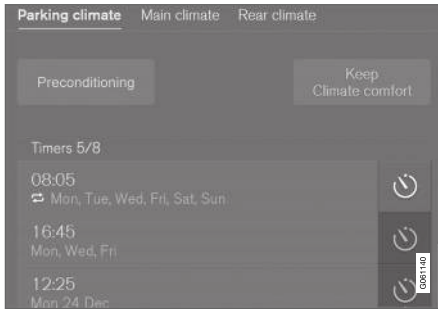 Parking climate Main climate Rear climate
Preconditioning
Keep
Climate comfort
Timers 5/8
08:05
Mon, Tue, Wed, Fri, Sat, Sun
16:45
Mon, Wed, Fri
12:25
Mon 24 Dec
G061140